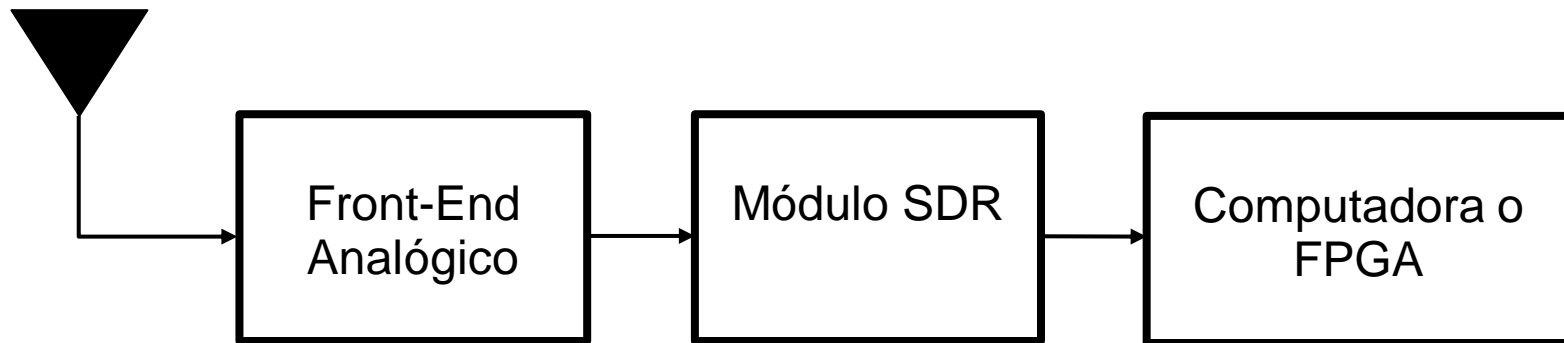 Front-End
Analógico
Módulo SDR
Computadora o
FPGA